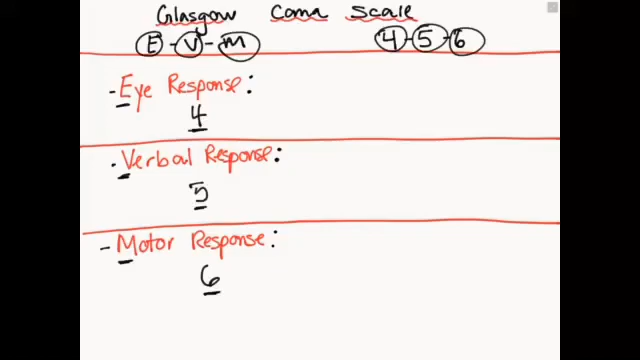 Glasgow Coma Scale
E - V - M 4 - 5 - 6
- Eye Response:
4
- Verbal Response:
5
- Motor Response:
6